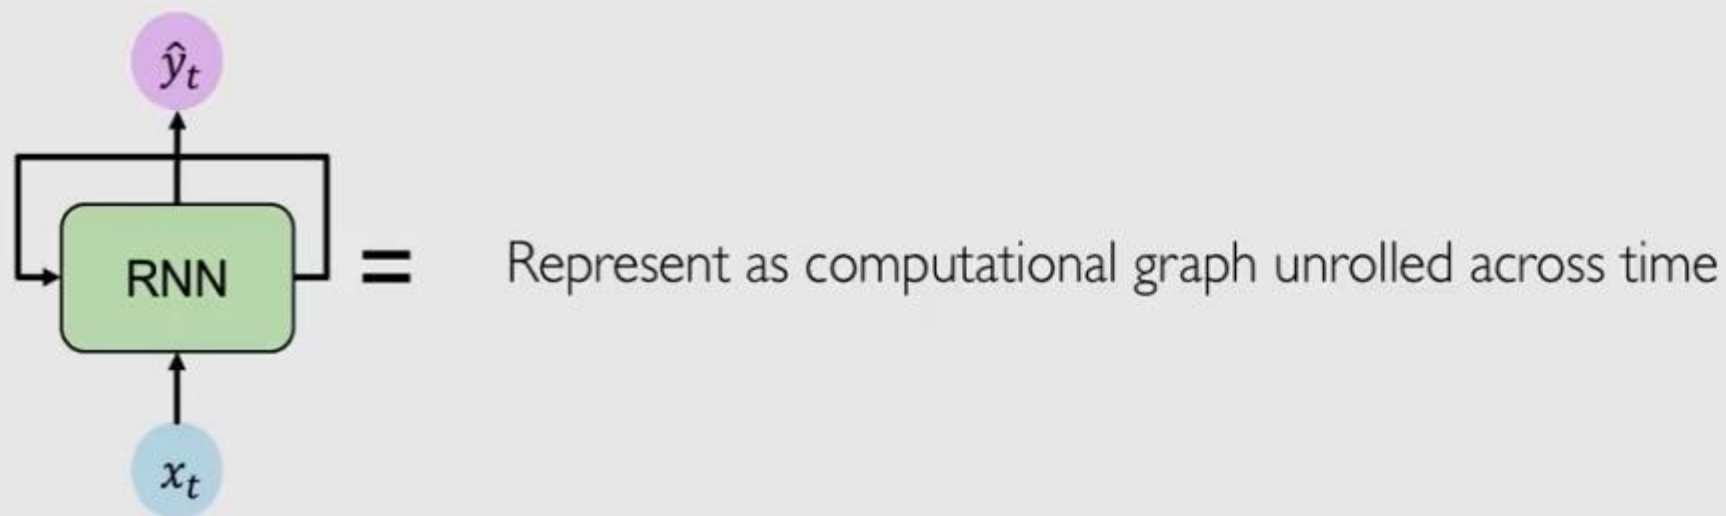 ŷₜ
RNN
=
Represent as computational graph unrolled across time
xₜ